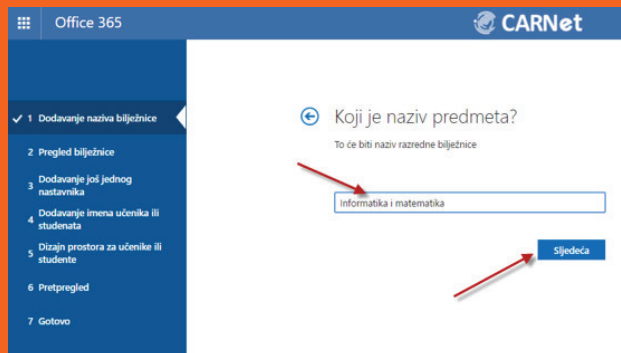 Office 365
CARNet
1 Dodavanje naziva bilježnice
2 Pregled bilježnice
3 Dodavanje još jednog
nastavnika
4 Dodavanje imena učenika ili
studenata
5 Dizajn prostora za učenike ili
studente
6 Pretpregled
7 Gotovo
Koji je naziv predmeta?
To će biti naziv razredne bilježnice
Informatika i matematika
Sljedeća